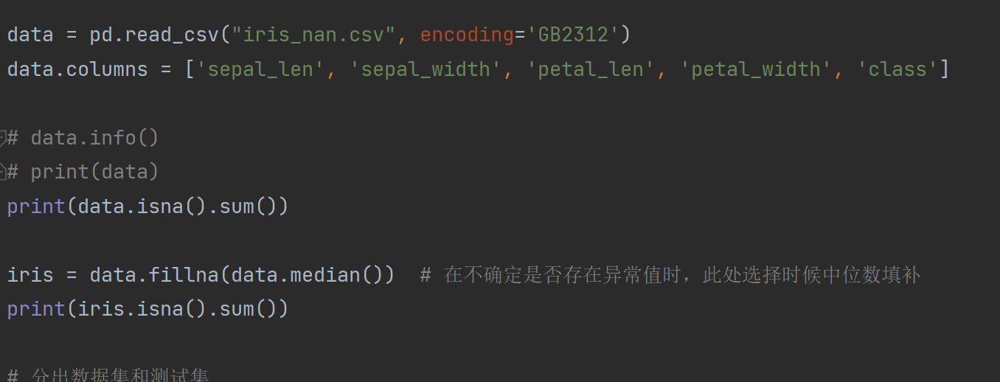 data = pd.read_csv("iris_nan.csv", encoding='GB2312')
data.columns = ['sepal_len', 'sepal_width', 'petal_len', 'petal_width', 'class']
# data.info()
# print(data)
print(data.isna().sum())
iris = data.fillna(data.median())  # 在不确定是否存在异常值时，此处选择时候中位数填补
print(iris.isna().sum())
# 分出数据集和测试集